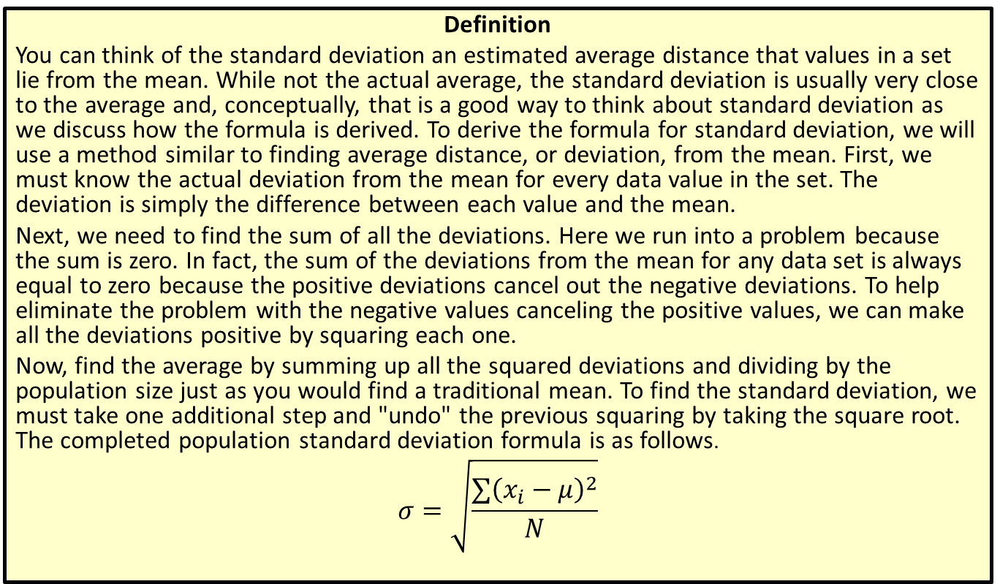 Definition
You can think of the standard deviation an estimated average distance that values in a set
lie from the mean. While not the actual average, the standard deviation is usually very close
to the average and, conceptually, that is a good way to think about standard deviation as
we discuss how the formula is derived. To derive the formula for standard deviation, we will
use a method similar to finding average distance, or deviation, from the mean. First, we
must know the actual deviation from the mean for every data value in the set. The
deviation is simply the difference between each value and the mean.
Next, we need to find the sum of all the deviations. Here we run into a problem because
the sum is zero. In fact, the sum of the deviations from the mean for any data set is always
equal to zero because the positive deviations cancel out the negative deviations. To help
eliminate the problem with the negative values canceling the positive values, we can make
all the deviations positive by squaring each one.
Now, find the average by summing up all the squared deviations and dividing by the
population size just as you would find a traditional mean. To find the standard deviation, we
must take one additional step and "undo" the previous squaring by taking the square root.
The completed population standard deviation formula is as follows.
σ = √(∑(xᵢ − μ)² / N)